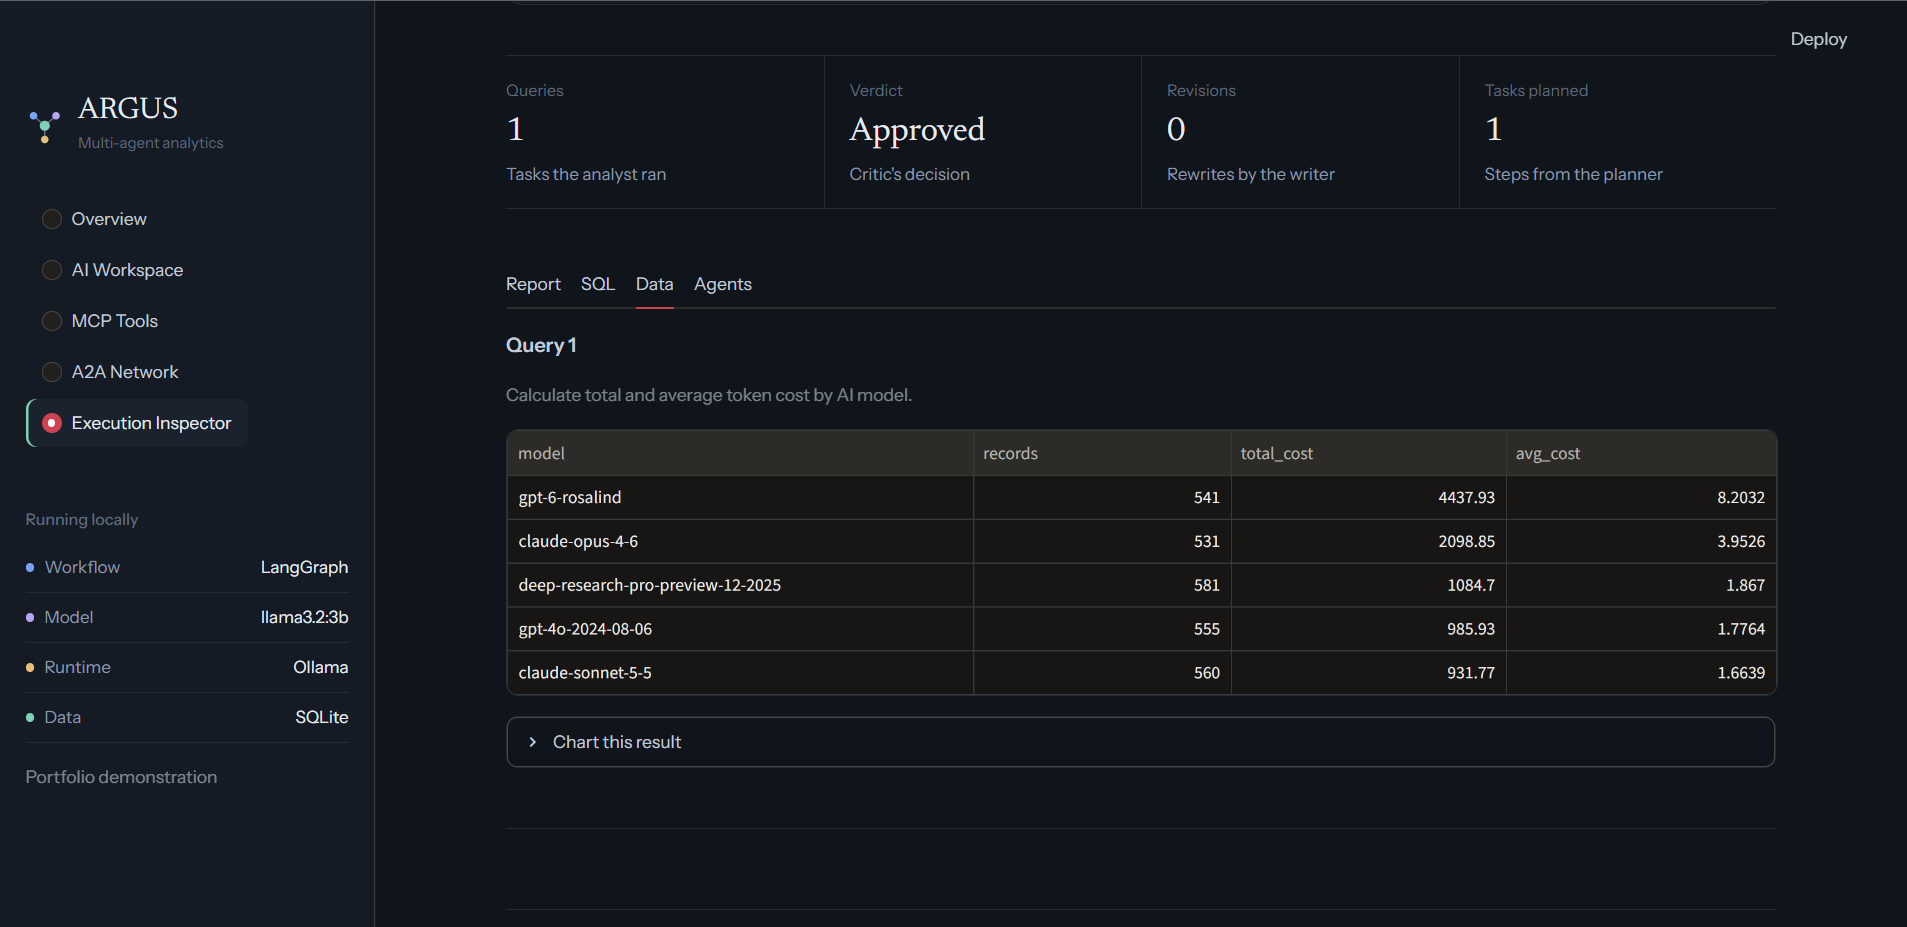 Deploy
ARGUS
Multi-agent analytics
Overview
AI Workspace
MCP Tools
A2A Network
Execution Inspector
Running locally
Workflow LangGraph
Model llama3.2:3b
Runtime Ollama
Data SQLite
Portfolio demonstration
Queries Verdict Revisions Tasks planned
1 Approved 0 1
Tasks the analyst ran Critic's decision Rewrites by the writer Steps from the planner
Report SQL Data Agents
Query 1
Calculate total and average token cost by AI model.
model records total_cost avg_cost
gpt-6-rosalind 541 4437.93 8.2032
claude-opus-4-6 531 2098.85 3.9526
deep-research-pro-preview-12-2025 581 1084.7 1.867
gpt-4o-2024-08-06 555 985.93 1.7764
claude-sonnet-5-5 560 931.77 1.6639
Chart this result